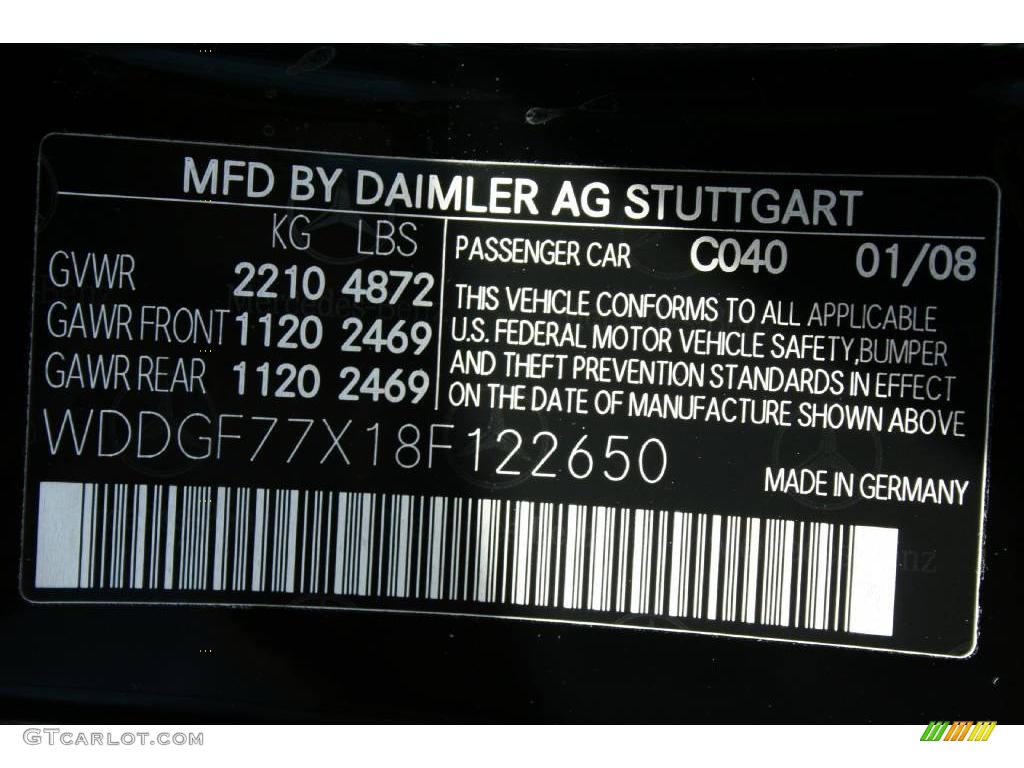 MFD BY DAIMLER AG STUTTGART
KG LBS
GVWR 2210 4872
GAWR FRONT 1120 2469
GAWR REAR 1120 2469
PASSENGER CAR C040 01/08
THIS VEHICLE CONFORMS TO ALL APPLICABLE
U.S. FEDERAL MOTOR VEHICLE SAFETY,BUMPER
AND THEFT PREVENTION STANDARDS IN EFFECT
ON THE DATE OF MANUFACTURE SHOWN ABOVE
WDDGF77X18F122650
MADE IN GERMANY
GTCARLOT.COM